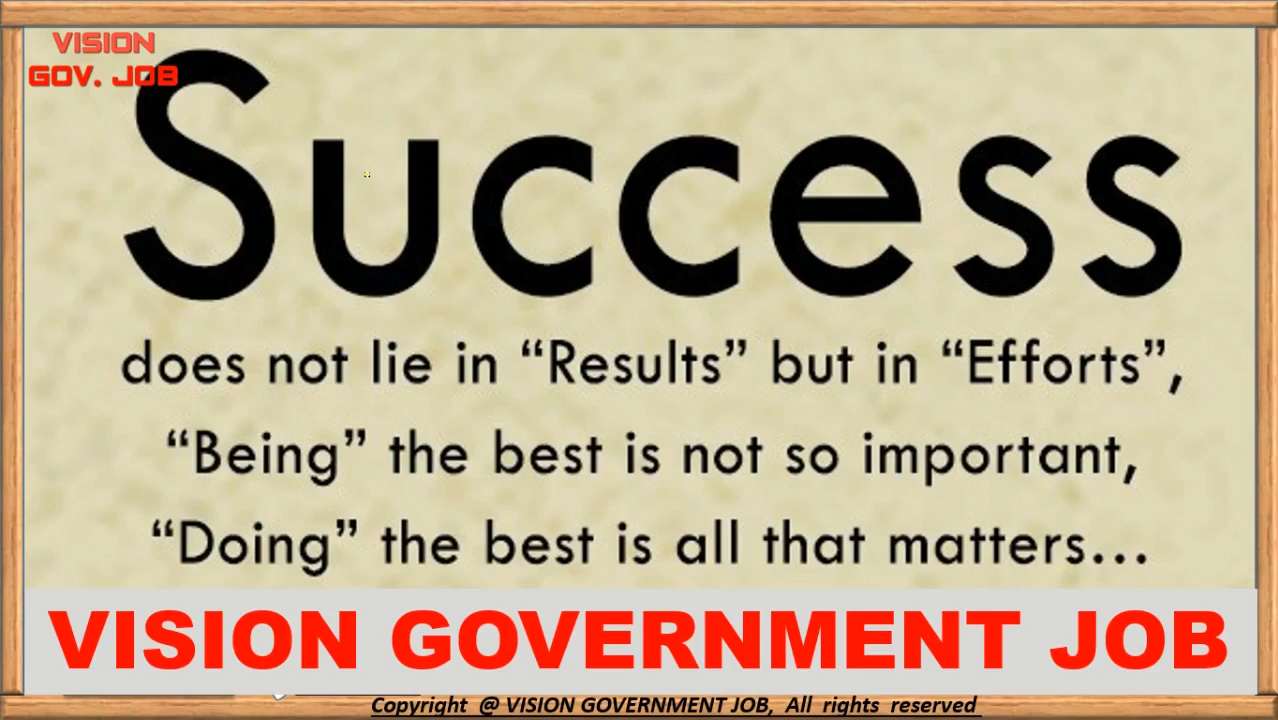 VISION
GOV. JOB
Success
does not lie in “Results” but in “Efforts”,
“Being” the best is not so important,
“Doing” the best is all that matters...
VISION GOVERNMENT JOB
Copyright @ VISION GOVERNMENT JOB, All rights reserved